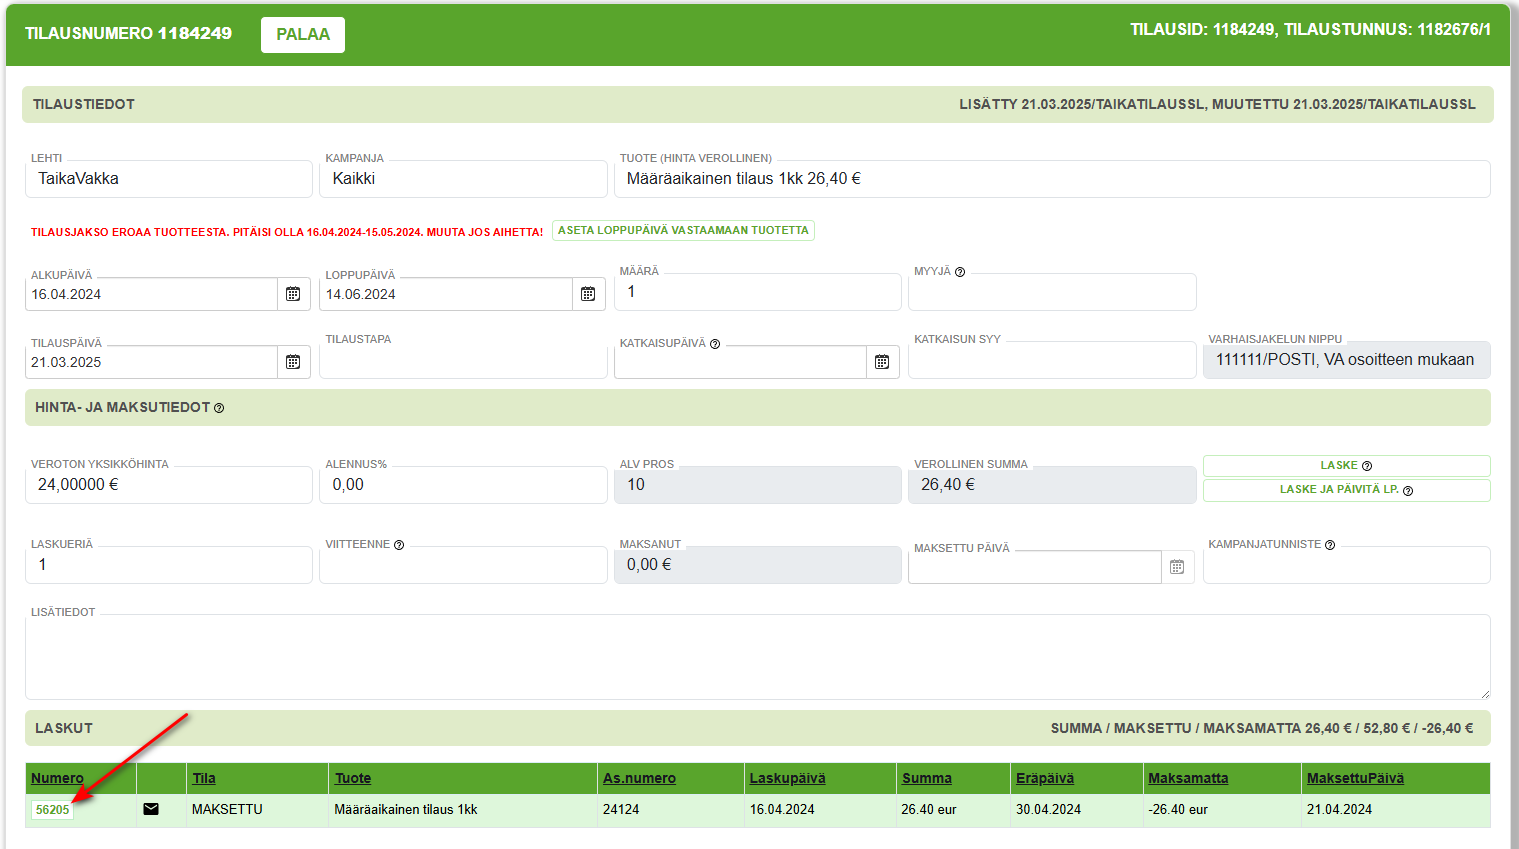 TILAUSNUMERO 1184249 PALAA TILAUSID: 1184249, TILAUSTUNNUS: 1182676/1
TILAUSTIEDOT LISÄTTY 21.03.2025/TAIKATILAUSSL, MUUTETTU 21.03.2025/TAIKATILAUSSL
LEHTI KAMPANJA TUOTE (HINTA VEROLLINEN)
TaikaVakka Kaikki Määräaikainen tilaus 1kk 26,40 €
TILAUSJAKSO EROAA TUOTTEESTA. PITÄISI OLLA 16.04.2024-15.05.2024. MUUTA JOS AIHETTA! ASETA LOPPUPÄIVÄ VASTAAMAAN TUOTETTA
ALKUPÄIVÄ LOPPUPÄIVÄ MÄÄRÄ MYYJÄ
16.04.2024 14.06.2024 1
TILAUSPÄIVÄ TILAUSTAPA KATKAISUPÄIVÄ KATKAISUN SYY VARHAISJAKELUN NIPPU
21.03.2025 111111/POSTI, VA osoitteen mukaan
HINTA- JA MAKSUTIEDOT
VEROTON YKSIKKÖHINTA ALENNUS% ALV PROS VEROLLINEN SUMMA LASKE
24,00000 € 0,00 10 26,40 € LASKE JA PÄIVITÄ LP.
LASKUERIÄ VIITTEENNE MAKSANUT MAKSETTU PÄIVÄ KAMPANJATUNNISTE
1 0,00 €
LISÄTIEDOT
LASKUT SUMMA / MAKSETTU / MAKSAMATTA 26,40 € / 52,80 € / -26,40 €
Numero Tila Tuote As.numero Laskupäivä Summa Eräpäivä Maksamatta MaksettuPäivä
56205 MAKSETTU Määräaikainen tilaus 1kk 24124 16.04.2024 26.40 eur 30.04.2024 -26.40 eur 21.04.2024